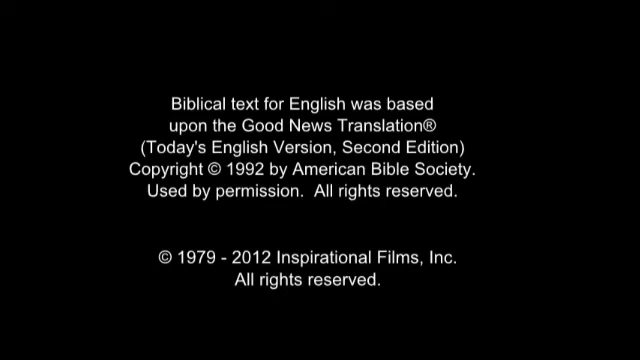 Biblical text for English was based
upon the Good News Translation®
(Today's English Version, Second Edition)
Copyright © 1992 by American Bible Society.
Used by permission.  All rights reserved.
© 1979 - 2012 Inspirational Films, Inc.
All rights reserved.